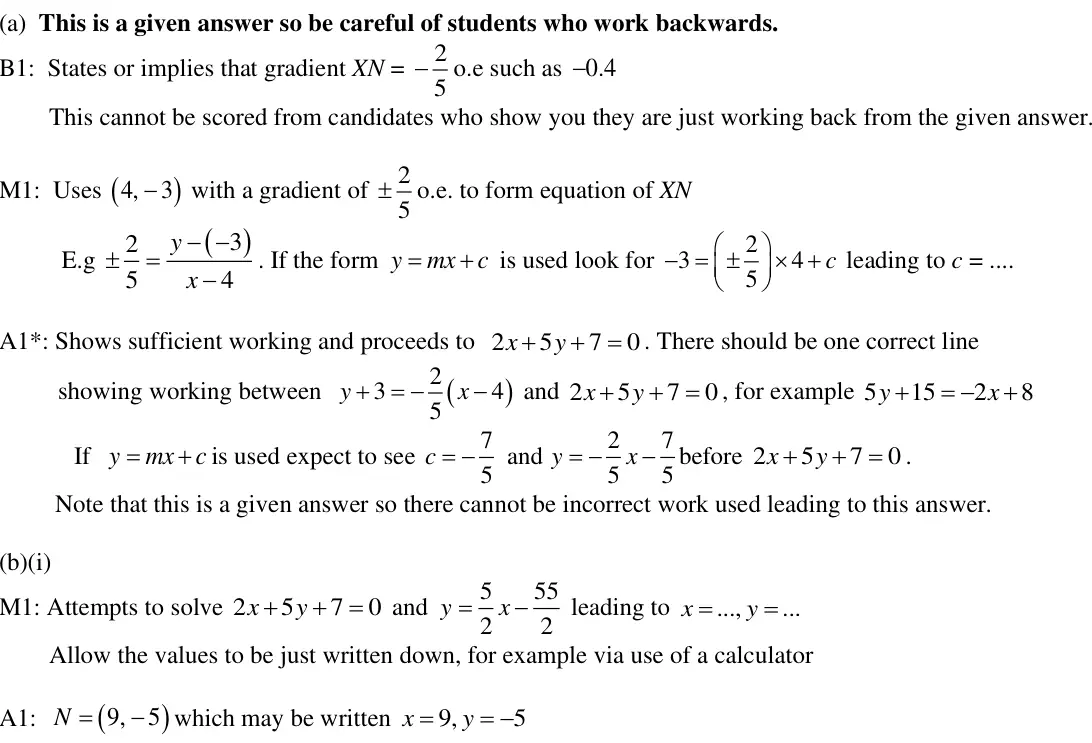 (a) This is a given answer so be careful of students who work backwards.
B1: States or implies that gradient XN = −2/5 o.e such as −0.4
This cannot be scored from candidates who show you they are just working back from the given answer.
M1: Uses (4, −3) with a gradient of ±2/5 o.e. to form equation of XN
E.g ±2/5 = (y−(−3))/(x−4). If the form y = mx + c is used look for −3 = (±2/5)×4 + c leading to c = ....
A1*: Shows sufficient working and proceeds to 2x + 5y + 7 = 0. There should be one correct line
showing working between y + 3 = −2/5(x − 4) and 2x + 5y + 7 = 0, for example 5y + 15 = −2x + 8
If y = mx + c is used expect to see c = −7/5 and y = −2/5x − 7/5 before 2x + 5y + 7 = 0.
Note that this is a given answer so there cannot be incorrect work used leading to this answer.
(b)(i)
M1: Attempts to solve 2x + 5y + 7 = 0 and y = 5/2x − 55/2 leading to x = ..., y = ...
Allow the values to be just written down, for example via use of a calculator
A1: N = (9, −5) which may be written x = 9, y = −5